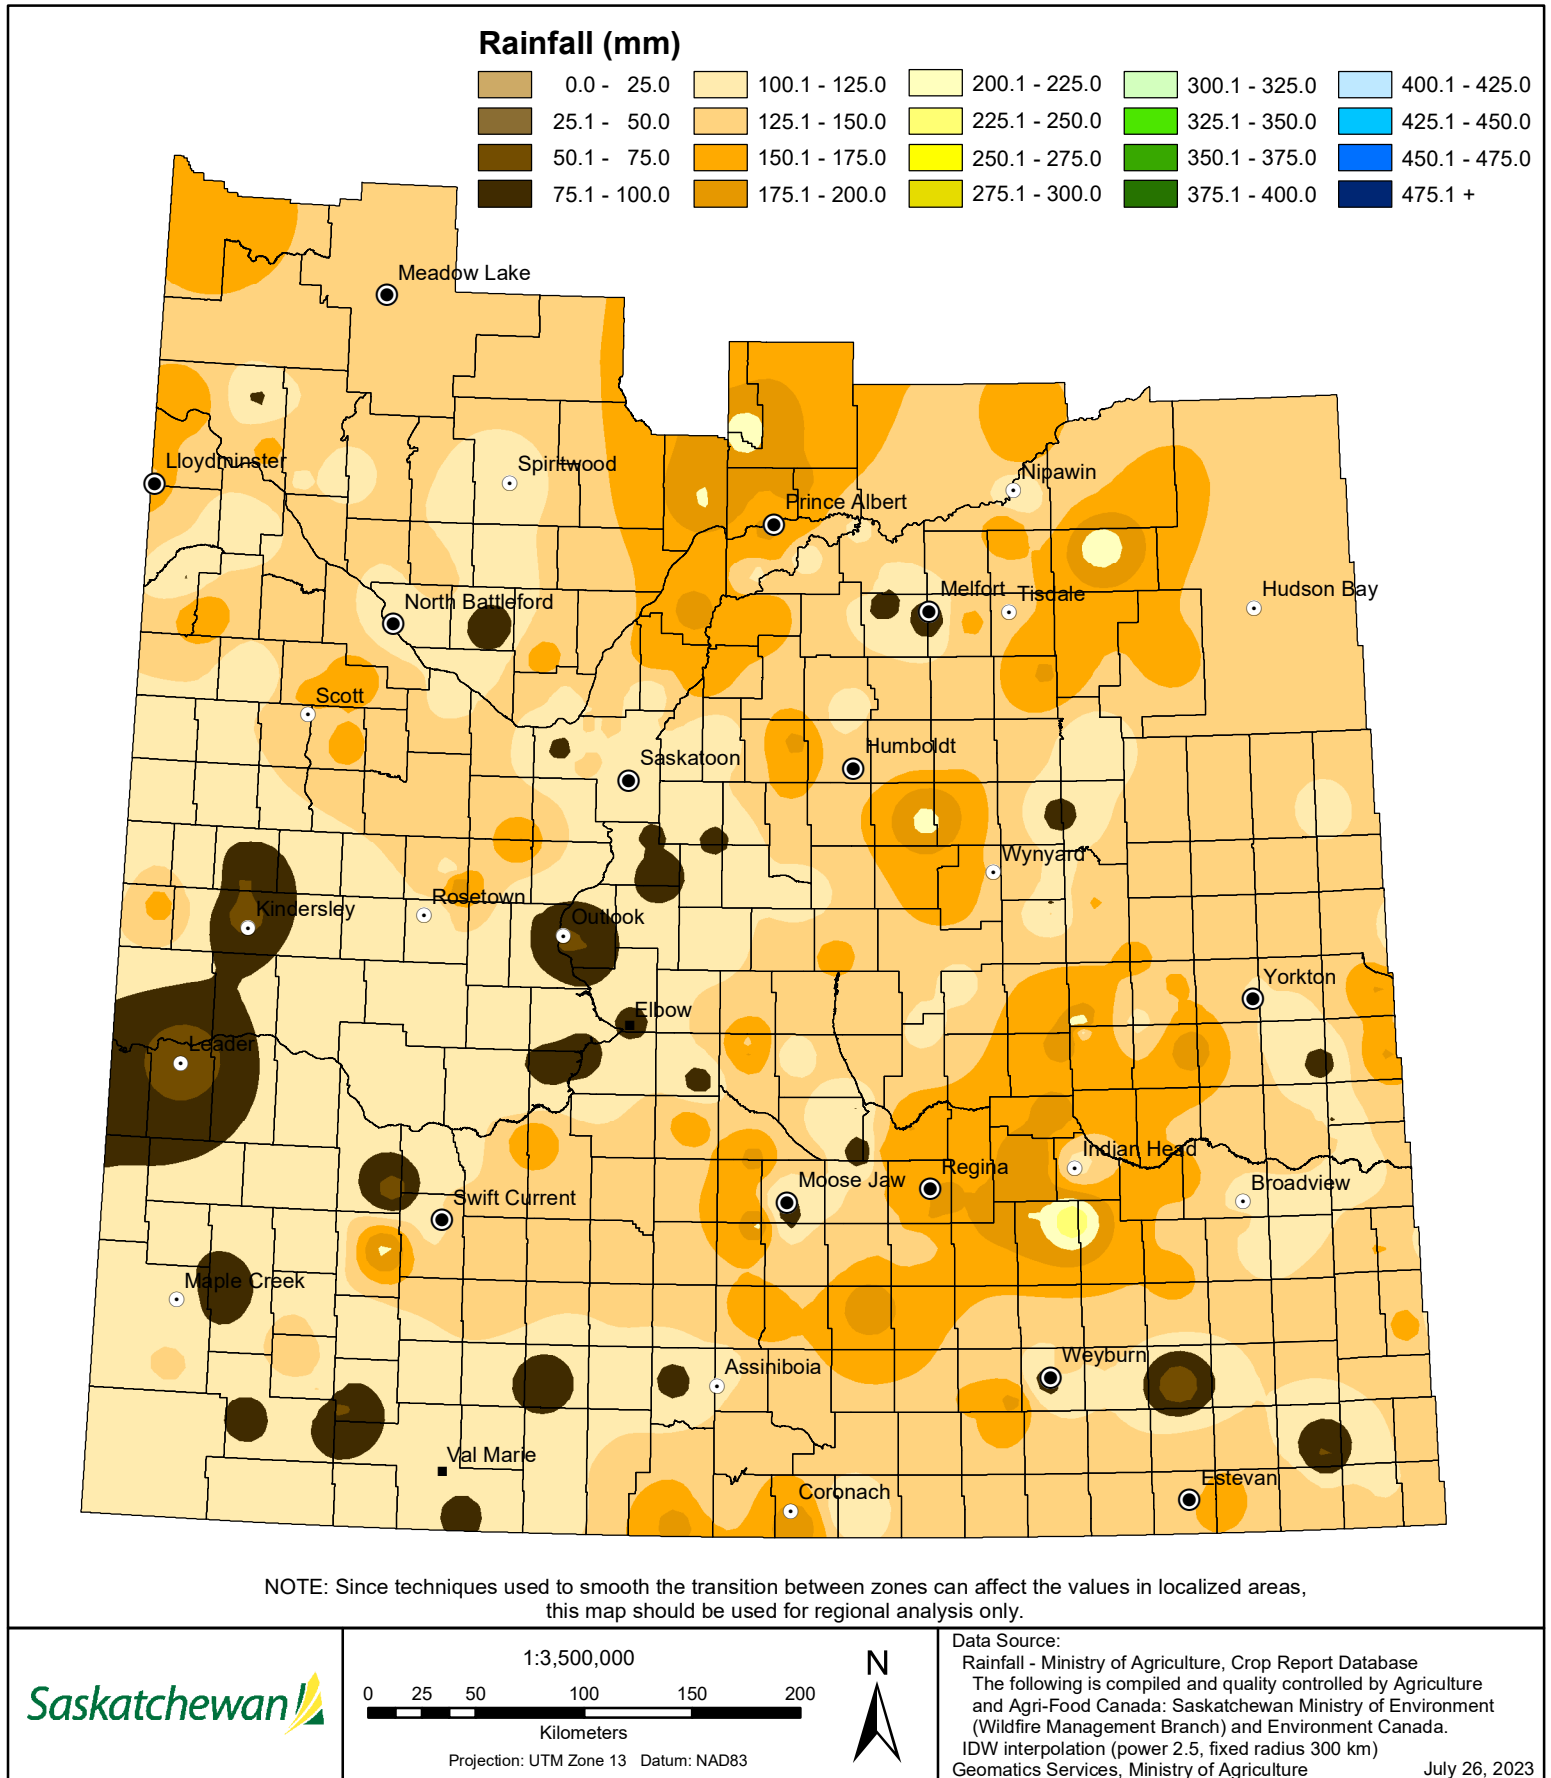 Rainfall (mm)
0.0 - 25.0
25.1 - 50.0
50.1 - 75.0
75.1 - 100.0
100.1 - 125.0
125.1 - 150.0
150.1 - 175.0
175.1 - 200.0
200.1 - 225.0
225.1 - 250.0
250.1 - 275.0
275.1 - 300.0
300.1 - 325.0
325.1 - 350.0
350.1 - 375.0
375.1 - 400.0
400.1 - 425.0
425.1 - 450.0
450.1 - 475.0
475.1 +
Meadow Lake
Lloydminster
Spiritwood
Nipawin
Prince Albert
North Battleford
Melfort
Tisdale
Hudson Bay
Scott
Saskatoon
Humboldt
Wynyard
Rosetown
Kindersley
Outlook
Yorkton
Elbow
Leader
Indian Head
Regina
Moose Jaw
Broadview
Swift Current
Maple Creek
Weyburn
Assiniboia
Val Marie
Estevan
Coronach
NOTE: Since techniques used to smooth the transition between zones can affect the values in localized areas,
this map should be used for regional analysis only.
Saskatchewan
1:3,500,000
0 25 50 100 150 200
Kilometers
Projection: UTM Zone 13 Datum: NAD83
N
Data Source:
Rainfall - Ministry of Agriculture, Crop Report Database
The following is compiled and quality controlled by Agriculture
and Agri-Food Canada: Saskatchewan Ministry of Environment
(Wildfire Management Branch) and Environment Canada.
IDW interpolation (power 2.5, fixed radius 300 km)
Geomatics Services, Ministry of Agriculture
July 26, 2023